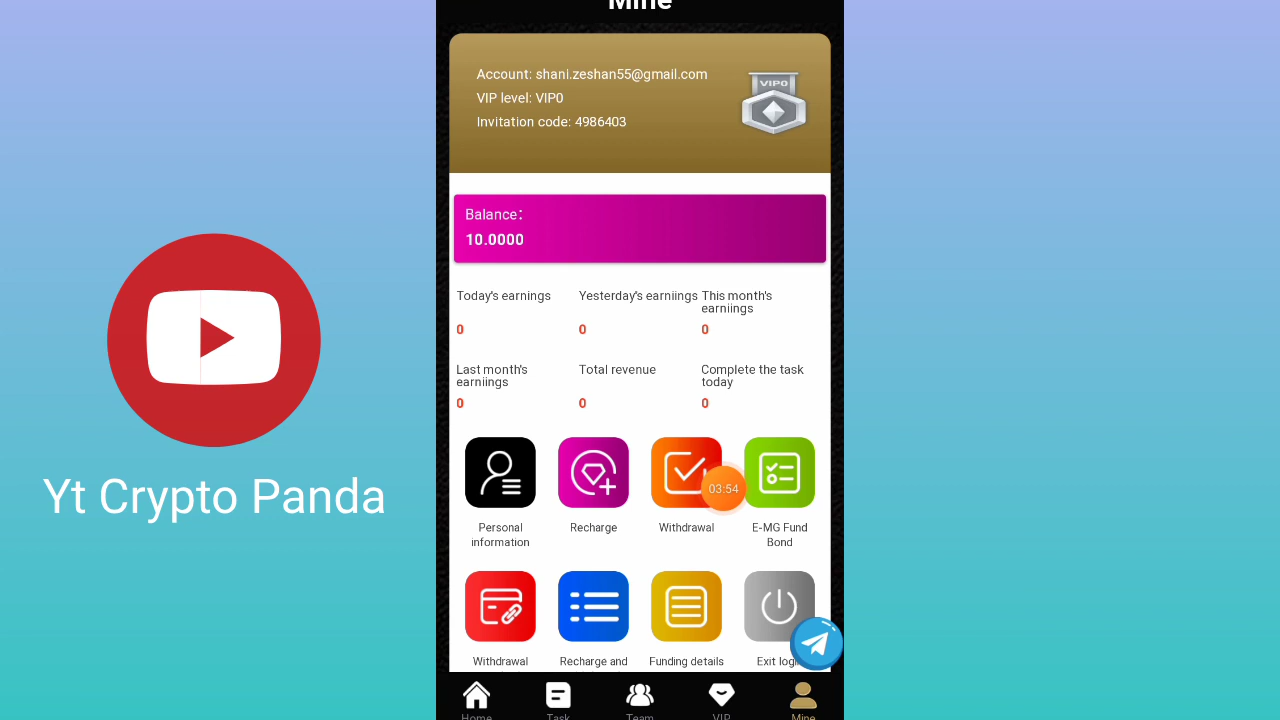 Mine
Account: shani.zeshan55@gmail.com
VIP level: VIP0
Invitation code: 4986403
VIP0
Balance：
10.0000
Today's earnings
Yesterday's earniings
This month's
earniings
0
0
0
Last month's
earniings
Total revenue
Complete the task
today
0
0
0
03:54
Personal
information
Recharge
Withdrawal
E-MG Fund
Bond
Withdrawal
Recharge and
Funding details
Exit login
Home
Task
Team
VIP
Mine
Yt Crypto Panda